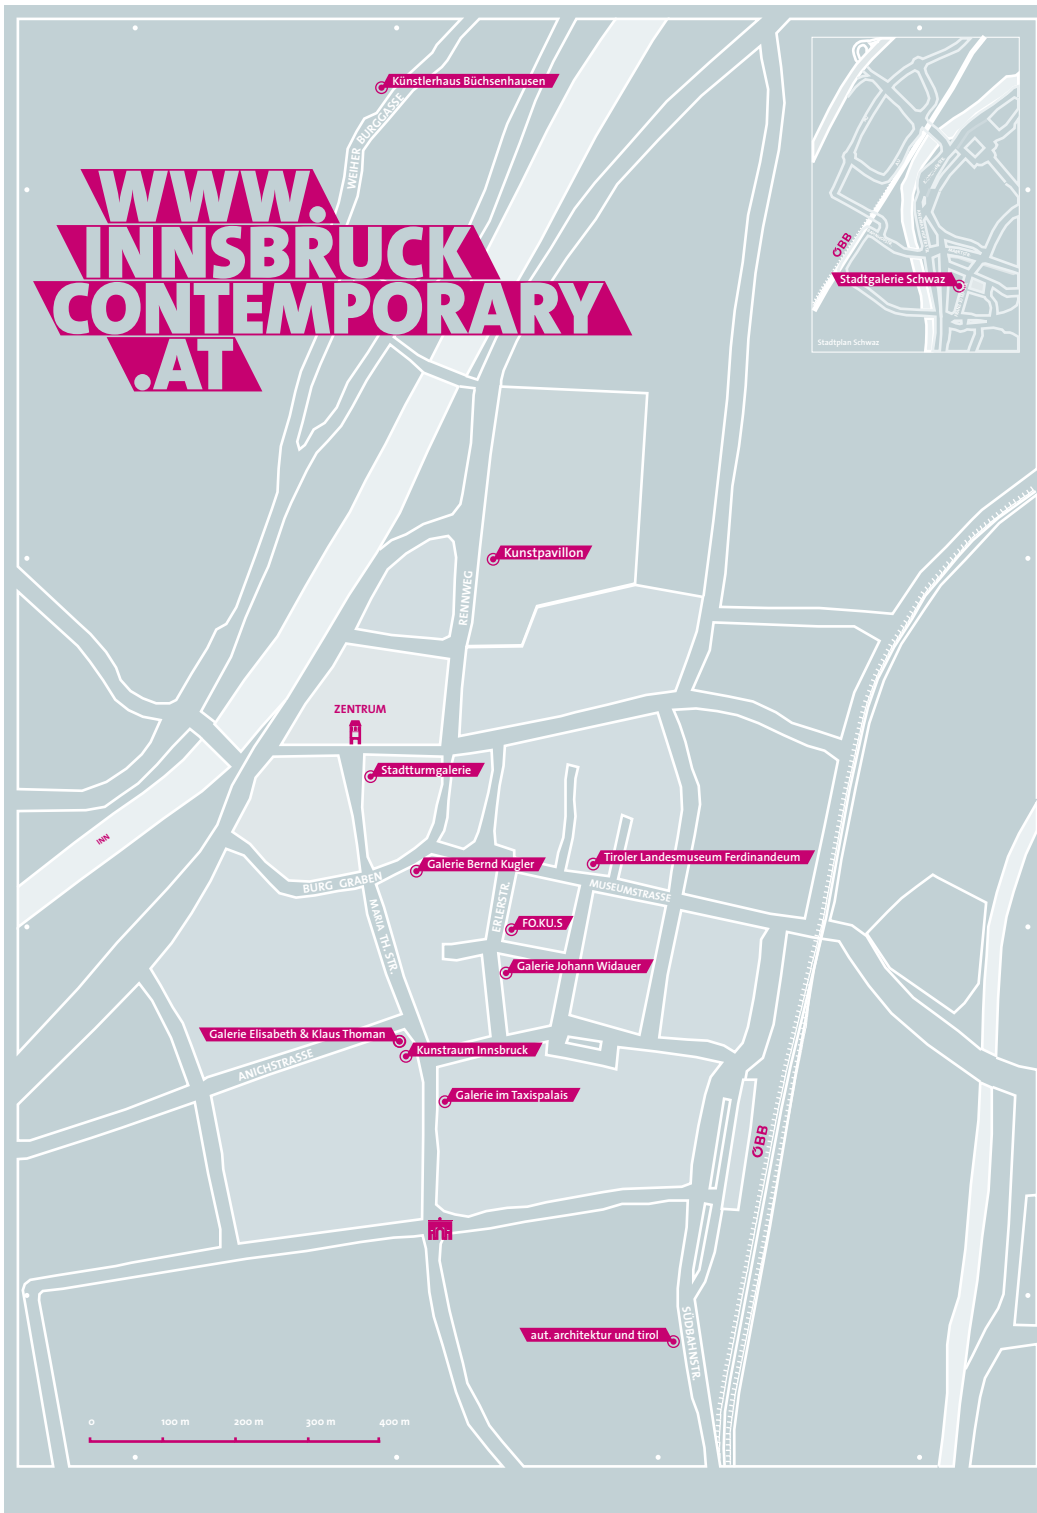 Künstlerhaus Büchsenhausen
WEIHER BURGGASSE
WWW.
INNSBRUCK
CONTEMPORARY
.AT
ÖBB
Stadtgalerie Schwaz
Stadtplan Schwaz
Kunstpavillon
RENNWEG
ZENTRUM
Stadtturmgalerie
INN
Galerie Bernd Kugler
Tiroler Landesmuseum Ferdinandeum
BURG GRABEN
MUSEUMSTRASSE
ERLERSTR.
MARIA TH. STR.
FO.KU.S
Galerie Johann Widauer
Galerie Elisabeth & Klaus Thoman
Kunstraum Innsbruck
ANICHSTRASSE
Galerie im Taxispalais
ÖBB
aut. architektur und tirol
SÜDBAHNSTR.
0 100 m 200 m 300 m 400 m